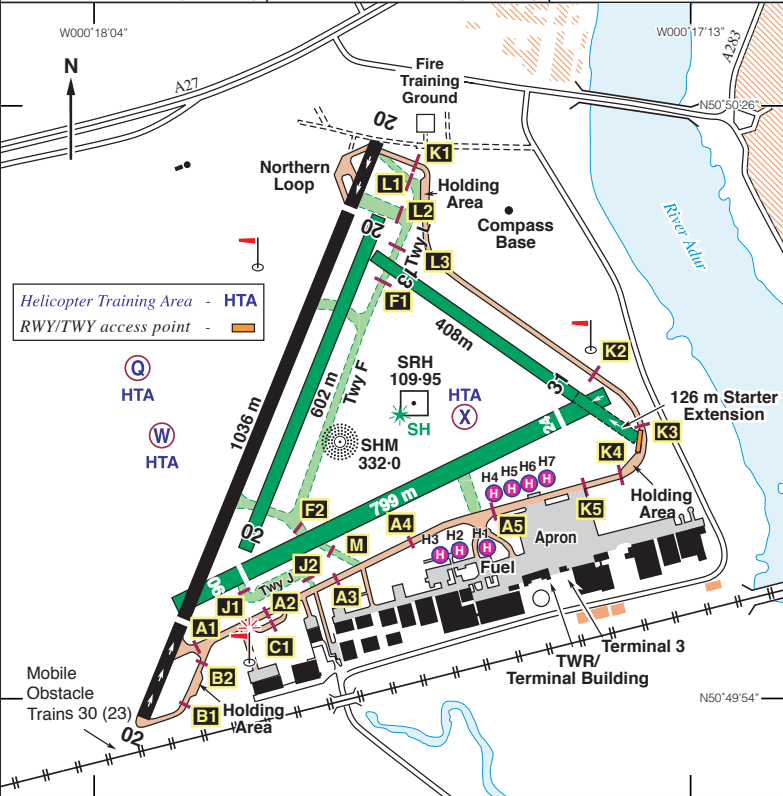 W000°18'04"
W000°17'13"
A283
N
A27
Fire
Training
Ground
N50°50'26"
20
K1
Northern
Loop
L1
Holding
Area
L2
Compass
Base
20
Twy L
L3
River Adur
13
F1
Helicopter Training Area - HTA
RWY/TWY access point -
408m
K2
Q
HTA
SRH
109·95
HTA
X
31
126 m Starter
Extension
602 m
Twy F
1036 m
SH
W
HTA
SHM
332·0
24
K3
K4
H4
H5
H6
H7
H
H
H
H
799 m
Holding
Area
K5
F2
A4
A5
Apron
02
M
H3
H2
H1
H
H
H
Fuel
J2
06
Twy J
A3
J1
A2
A1
C1
Terminal 3
TWR/
Terminal Building
B2
Mobile
Obstacle
Trains 30 (23)
N50°49'54"
B1
Holding
Area
02